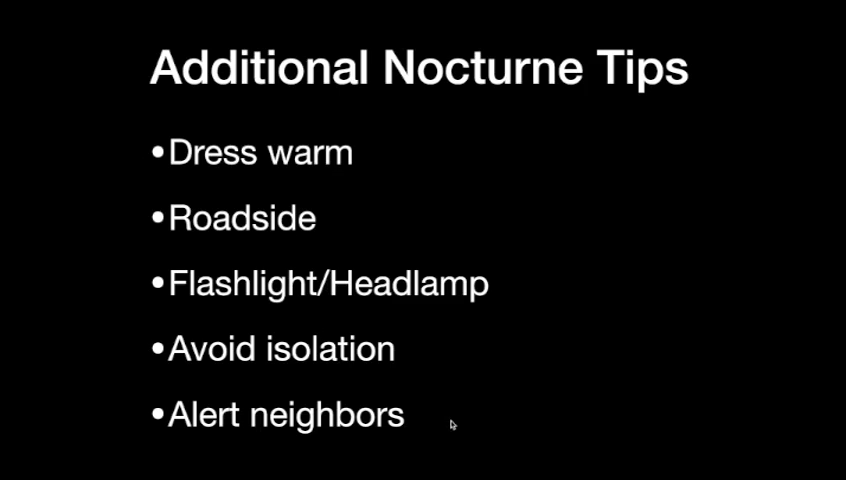 Additional Nocturne Tips
•Dress warm
•Roadside
•Flashlight/Headlamp
•Avoid isolation
•Alert neighbors